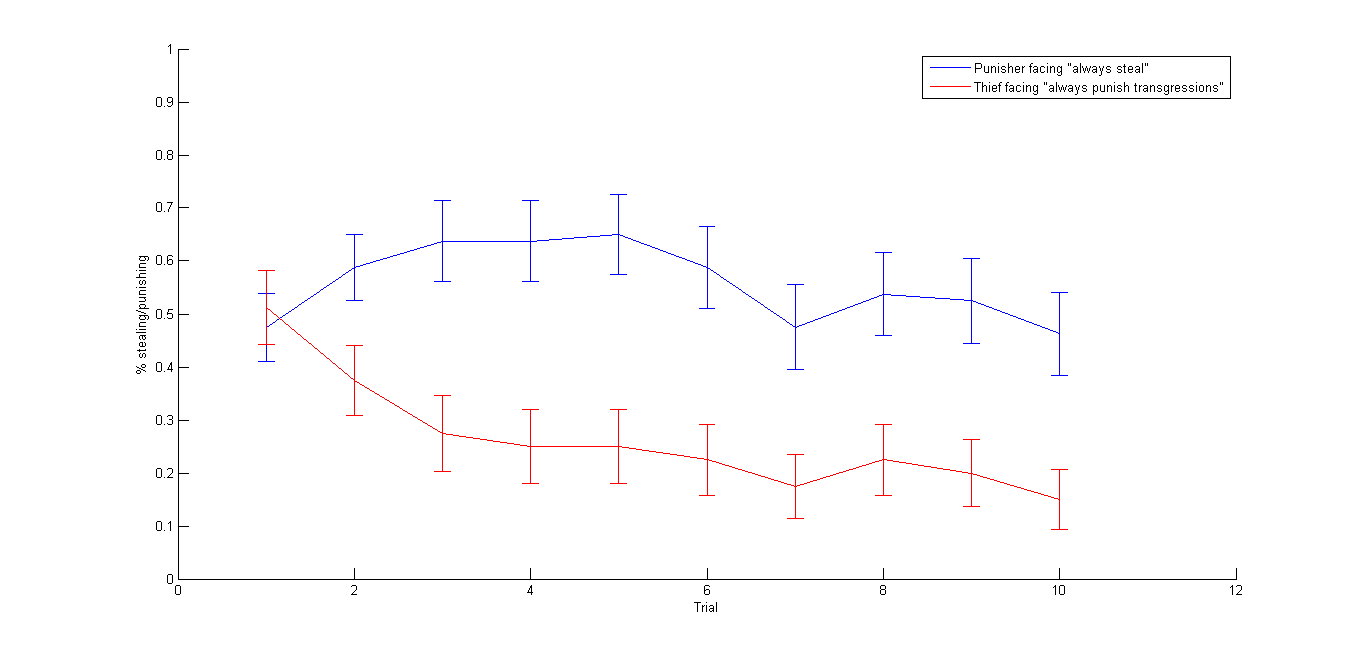 Punisher facing "always steal"
Thief facing "always punish transgressions"
1
0.9
0.8
0.7
0.6
0.5
0.4
0.3
0.2
0.1
0
% stealing/punishing
0 2 4 6 8 10 12
Trial